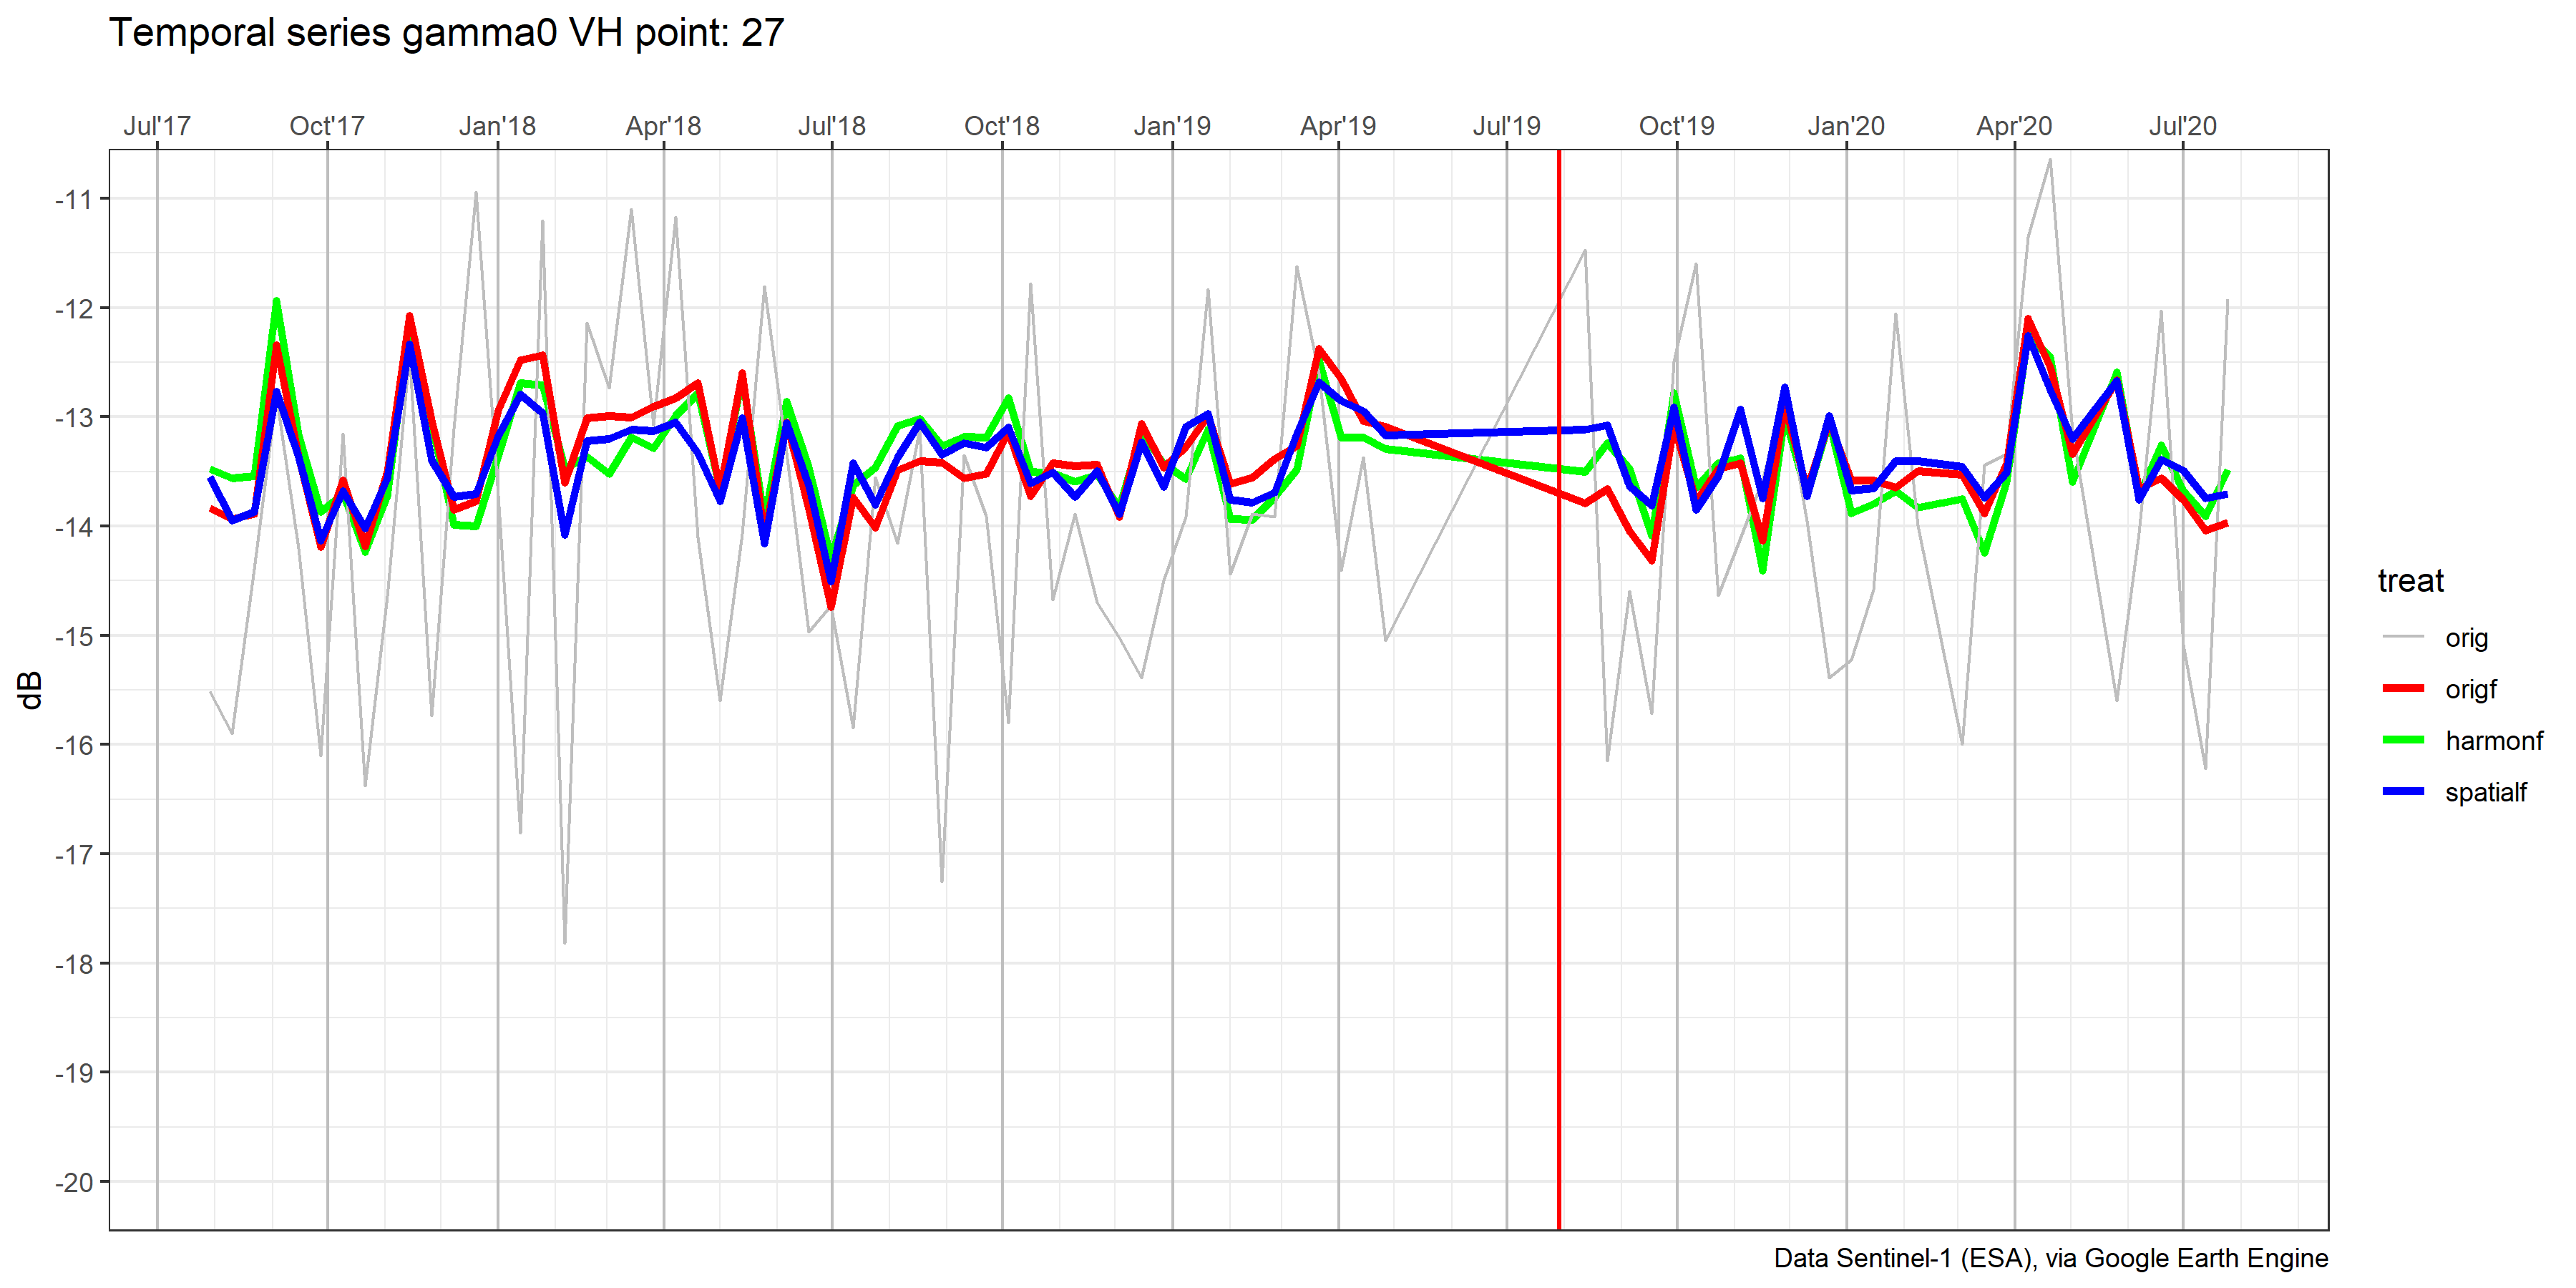 Temporal series gamma0 VH point: 27
Jul'17 Oct'17 Jan'18 Apr'18 Jul'18 Oct'18 Jan'19 Apr'19 Jul'19 Oct'19 Jan'20 Apr'20 Jul'20
-11
-12
-13
-14
-15
-16
-17
-18
-19
-20
dB
treat
orig
origf
harmonf
spatialf
Data Sentinel-1 (ESA), via Google Earth Engine